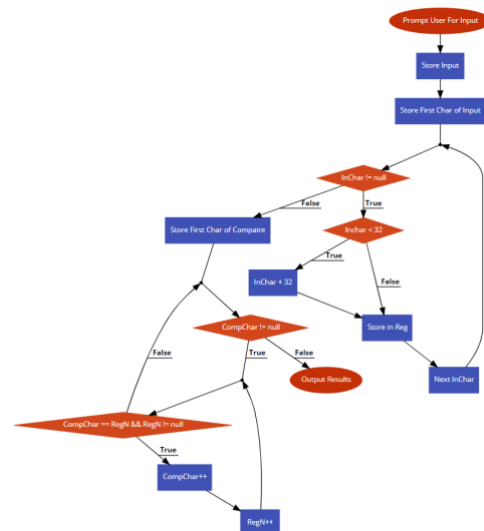 Prompt User For Input
Store Input
Store First Char of Input
InChar != null
False
True
Store First Char of Compaire
Inchar < 32
True
InChar + 32
False
CompChar != null
Store in Reg
False
True
False
Output Results
Next InChar
CompChar == RegN && RegN != null
True
CompChar++
RegN++